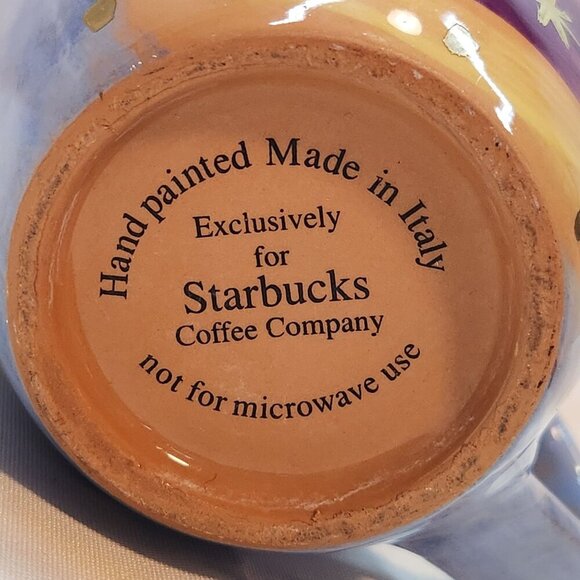 Hand painted Made in Italy
Exclusively
for
Starbucks
Coffee Company
not for microwave use